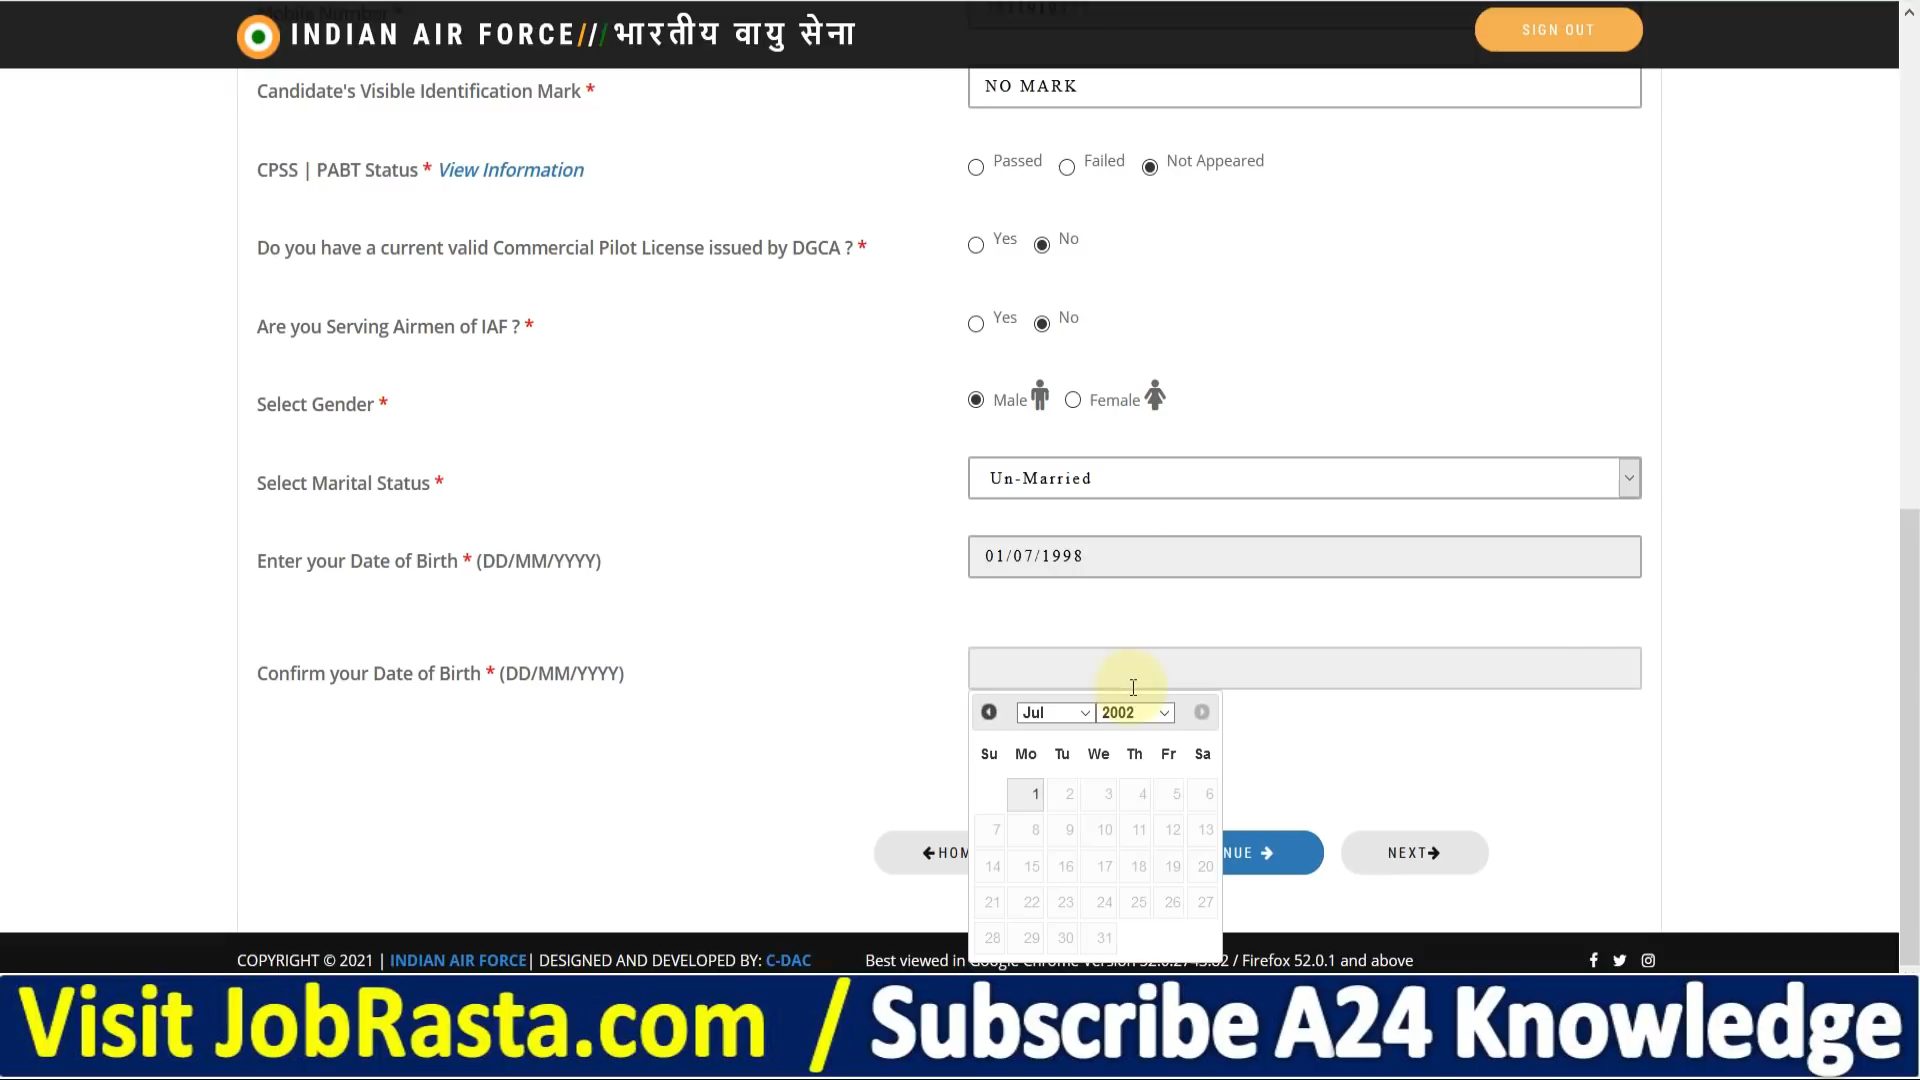 INDIAN AIR FORCE///भारतीय वायु सेना
SIGN OUT
Candidate's Visible Identification Mark *
NO MARK
CPSS | PABT Status * View Information
Passed Failed Not Appeared
Do you have a current valid Commercial Pilot License issued by DGCA ? *
Yes No
Are you Serving Airmen of IAF ? *
Yes No
Select Gender *
Male Female
Select Marital Status *
Un-Married
Enter your Date of Birth * (DD/MM/YYYY)
01/07/1998
Confirm your Date of Birth * (DD/MM/YYYY)
Jul 2002
Su Mo Tu We Th Fr Sa
1 2 3 4 5 6
7 8 9 10 11 12 13
14 15 16 17 18 19 20
21 22 23 24 25 26 27
28 29 30 31
HOM
NUE
NEXT
COPYRIGHT © 2021 | INDIAN AIR FORCE| DESIGNED AND DEVELOPED BY: C-DAC
Best viewed in Google Chrome / Firefox 52.0.1 and above
Visit JobRasta.com / Subscribe A24 Knowledge